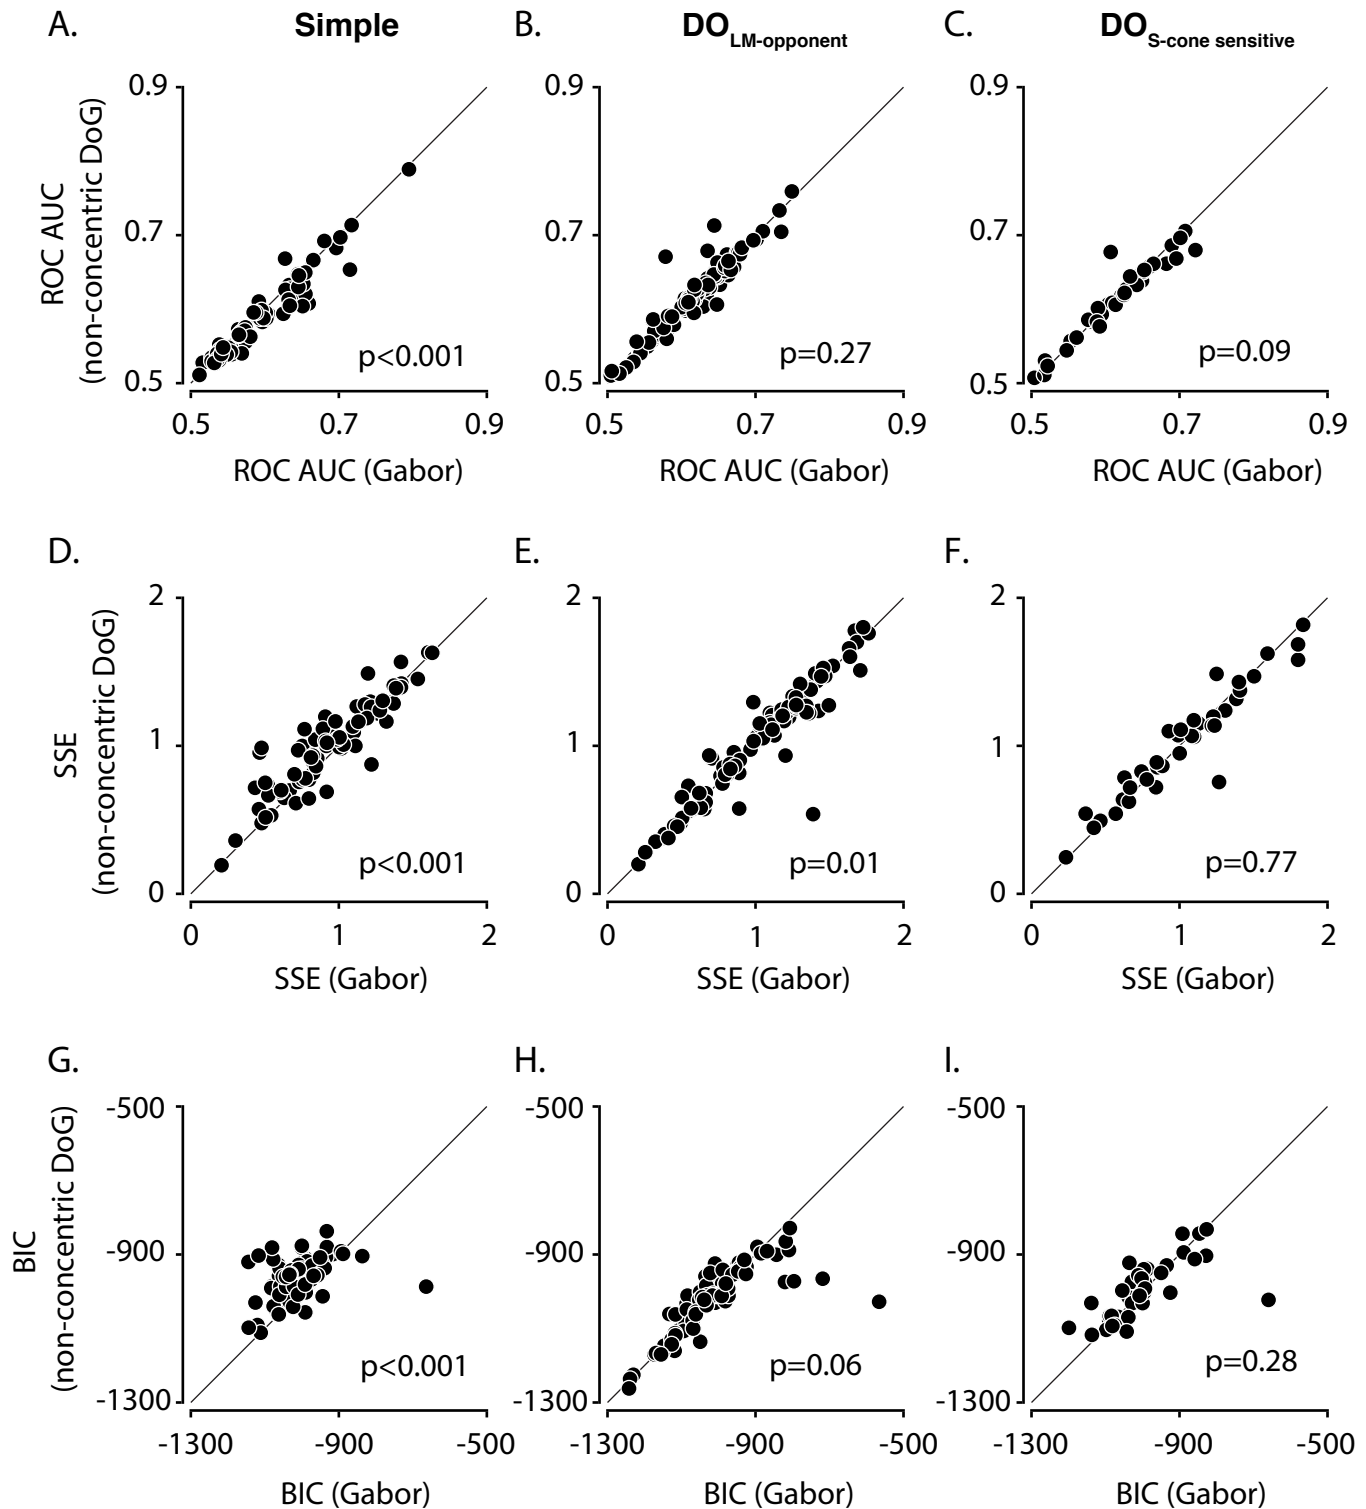 A. Simple B. DO LM-opponent C. DO S-cone sensitive
0.9 0.9 0.9
ROC AUC
(non-concentric DoG)
0.7 0.7 0.7
p<0.001 p=0.27 p=0.09
0.5 0.5 0.5
0.5 0.7 0.9 0.5 0.7 0.9 0.5 0.7 0.9
ROC AUC (Gabor) ROC AUC (Gabor) ROC AUC (Gabor)
D. E. F.
2 2 2
SSE
(non-concentric DoG)
1 1 1
p<0.001 p=0.01 p=0.77
0 0 0
0 1 2 0 1 2 0 1 2
SSE (Gabor) SSE (Gabor) SSE (Gabor)
G. H. I.
-500 -500 -500
BIC
(non-concentric DoG)
-900 -900 -900
p<0.001 p=0.06 p=0.28
-1300 -1300 -1300
-1300 -900 -500 -1300 -900 -500 -1300 -900 -500
BIC (Gabor) BIC (Gabor) BIC (Gabor)